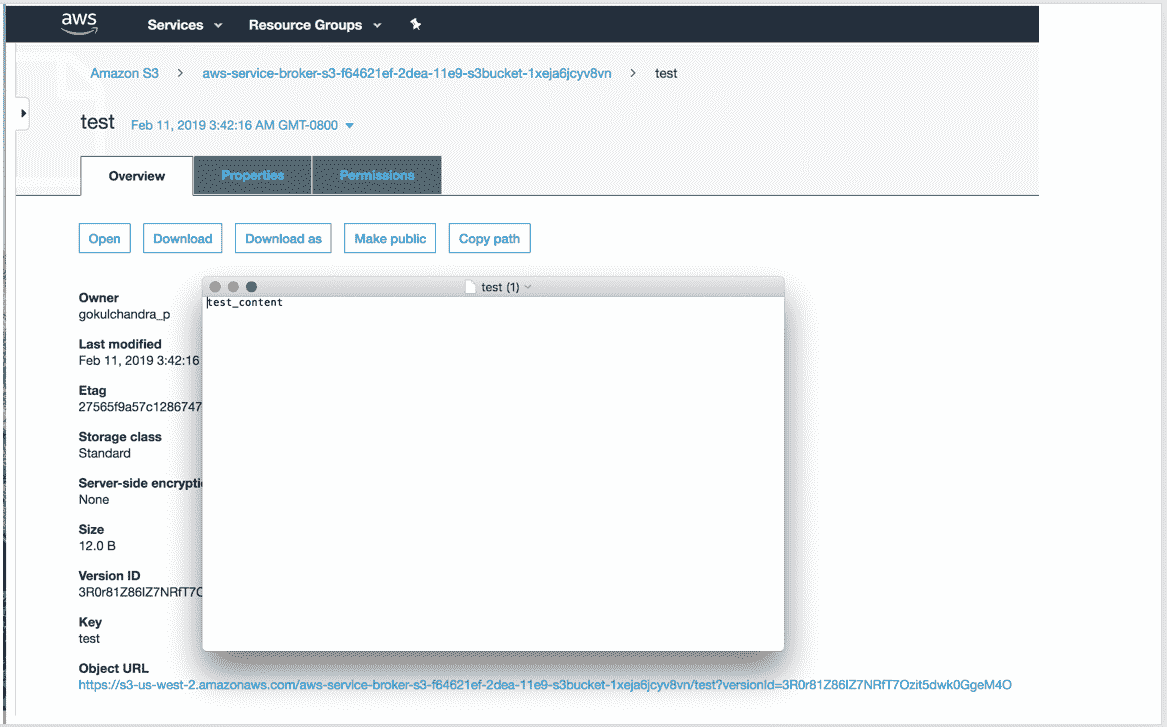 aws Services Resource Groups
Amazon S3 > aws-service-broker-s3-f64621ef-2dea-11e9-s3bucket-1xeja6jcyv8vn > test
test Feb 11, 2019 3:42:16 AM GMT-0800
Overview Properties Permissions
Open Download Download as Make public Copy path
test (1)
test_content
Owner
gokulchandra_p
Last modified
Feb 11, 2019 3:42:16
Etag
27565f9a57c1286747
Storage class
Standard
Server-side encrypti
None
Size
12.0 B
Version ID
3R0r81Z86IZ7NRfT7O
Key
test
Object URL
https://s3-us-west-2.amazonaws.com/aws-service-broker-s3-f64621ef-2dea-11e9-s3bucket-1xeja6jcyv8vn/test?versionId=3R0r81Z86IZ7NRfT7Ozit5dwk0GgeM4O